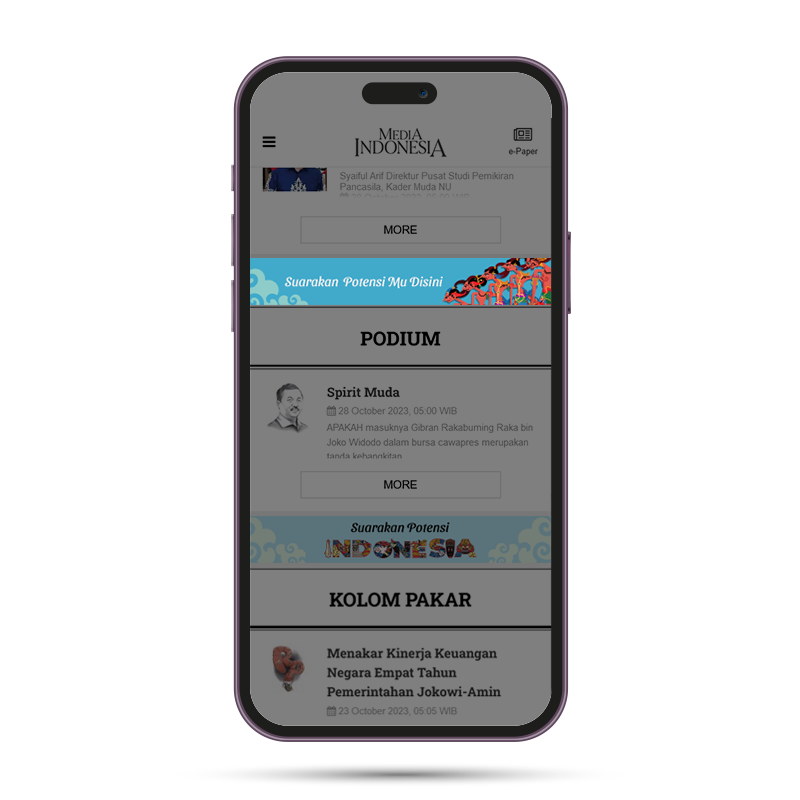 MEDIA
INDONESIA
e-Paper
Syaiful Arif Direktur Pusat Studi Pemikiran
Pancasila, Kader Muda NU
MORE
Suarakan Potensi Mu Disini
PODIUM
Spirit Muda
28 October 2023, 05:00 WIB
APAKAH masuknya Gibran Rakabuming Raka bin
Joko Widodo dalam bursa cawapres merupakan
tanda kebangkitan
MORE
Suarakan Potensi
INDONESIA
KOLOM PAKAR
Menakar Kinerja Keuangan
Negara Empat Tahun
Pemerintahan Jokowi-Amin
23 October 2023, 05:05 WIB